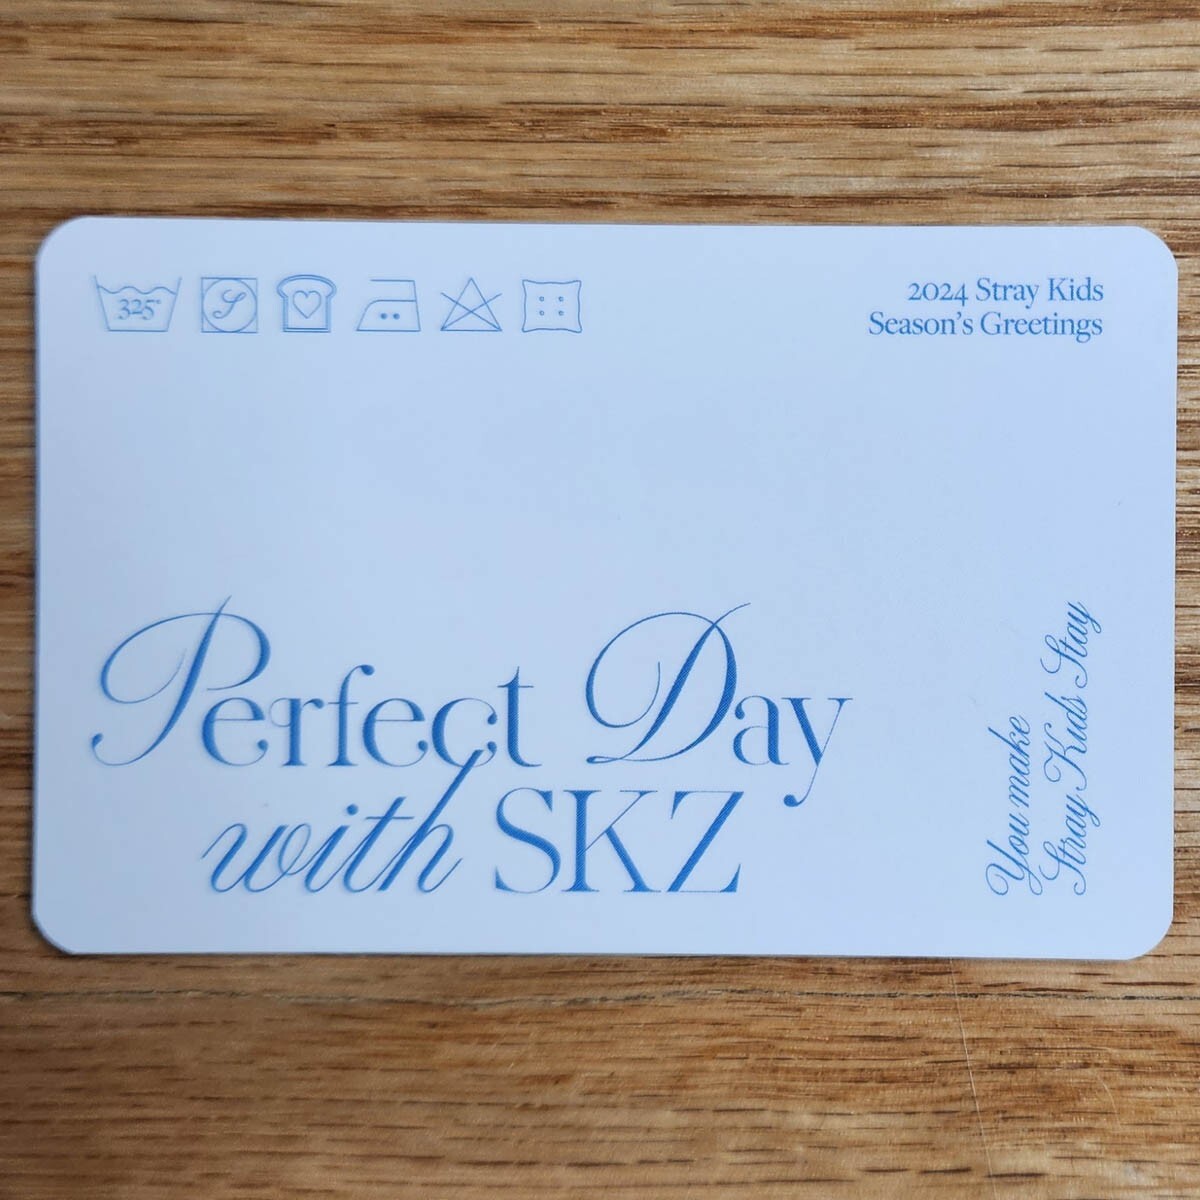 325°
S
2024 Stray Kids
Season's Greetings
Perfect Day
with SKZ
You make
Stray Kids Stay